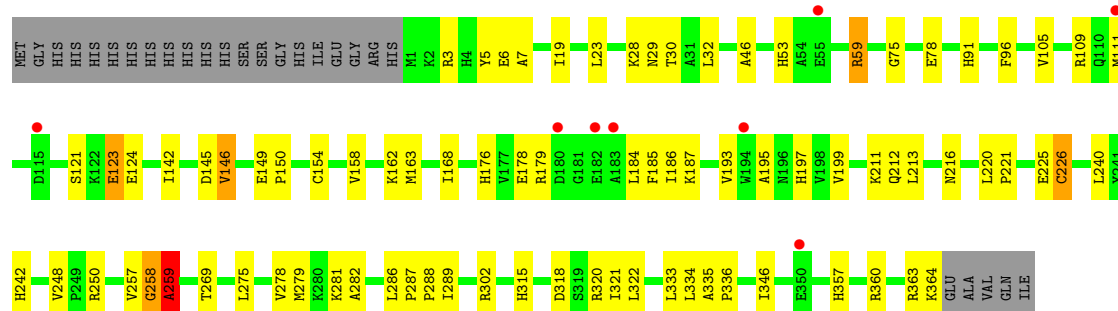 MET GLY HIS HIS HIS HIS HIS HIS HIS HIS HIS HIS SER SER GLY HIS ILE GLU GLY ARG HIS M1 K2 R3 H4 Y5 E6 A7 I19 L23 K28 N29 T30 A31 L32 A46 H53 A54 E55 R59 G75 E78 H91 F96 V105 R109 Q110 M111
D115 S121 K122 E123 E124 I142 D145 V146 E149 P150 C154 V158 K162 M163 I168 H176 V177 E178 R179 D180 G181 E182 A183 L184 F185 I186 K187 V193 W194 A195 N196 H197 V198 V199 K211 Q212 L213 N216 L220 P221 E225 C226 L240 Y241
H242 V248 P249 R250 V257 G258 A259 T269 L275 V278 M279 K280 K281 A282 L286 P287 P288 I289 R302 H315 D318 S319 R320 I321 L322 L333 L334 A335 P336 I346 E350 H357 R360 R363 K364 GLU ALA VAL GLN ILE